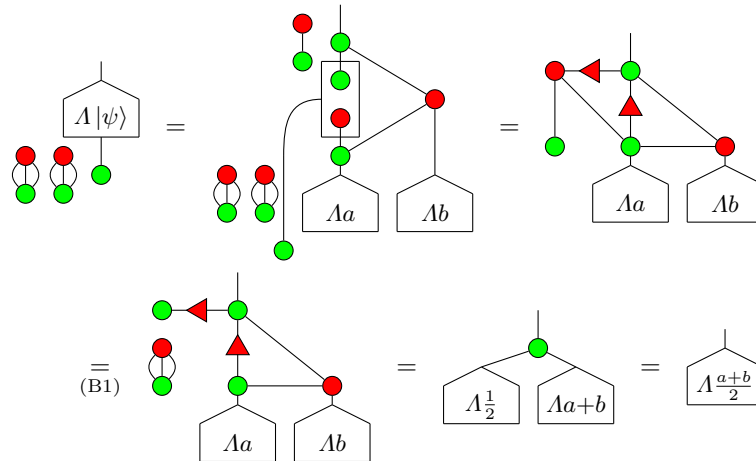 Λ|ψ⟩ = Λa Λb = Λa Λb
= (B1) Λa Λb = Λ1/2 Λa+b = Λ(a+b)/2